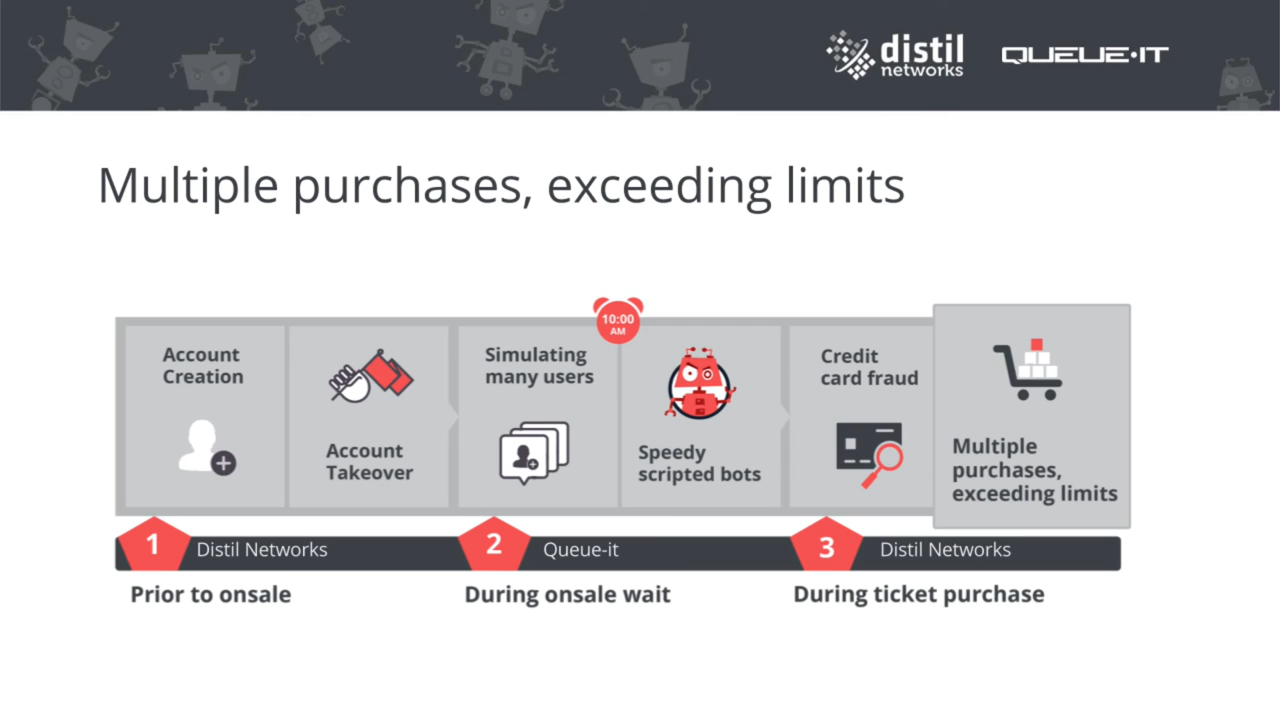 distil
networks
QUEUE·IT
Multiple purchases, exceeding limits
10:00
AM
Account
Creation
Account
Takeover
Simulating
many users
Speedy
scripted bots
Credit
card fraud
Multiple
purchases,
exceeding limits
1
Distil Networks
2
Queue-it
3
Distil Networks
Prior to onsale
During onsale wait
During ticket purchase